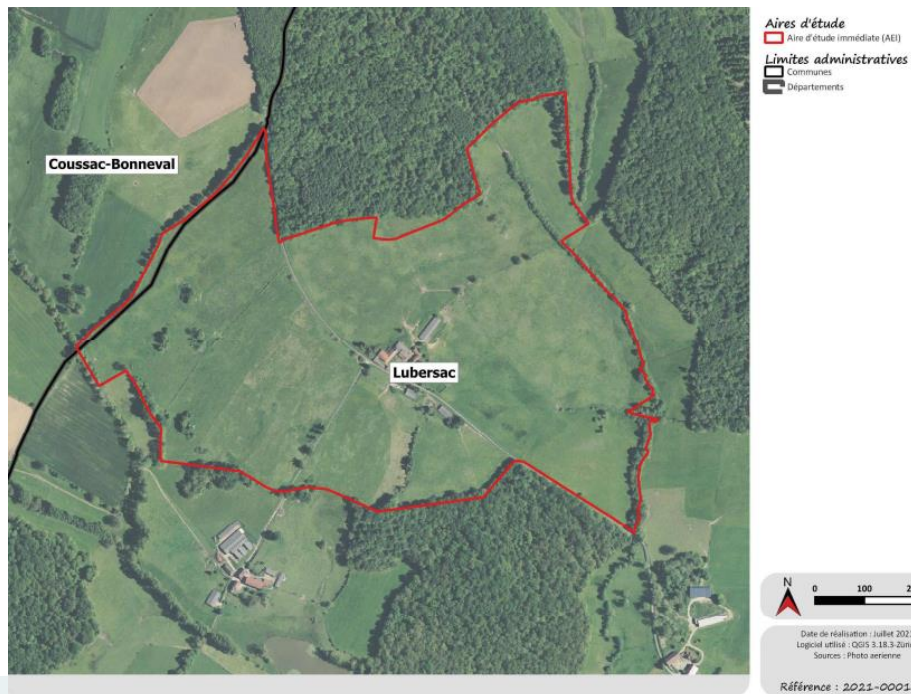 Aires d'étude
Aire d'étude immédiate (AEI)
Limites administratives
Communes
Départements
Coussac-Bonneval
Lubersac
N
0 100
Date de réalisation : Juillet
Logiciel utilisé : QGIS 3.18.3
Sources : Photo aerienne
Référence : 2021-0001